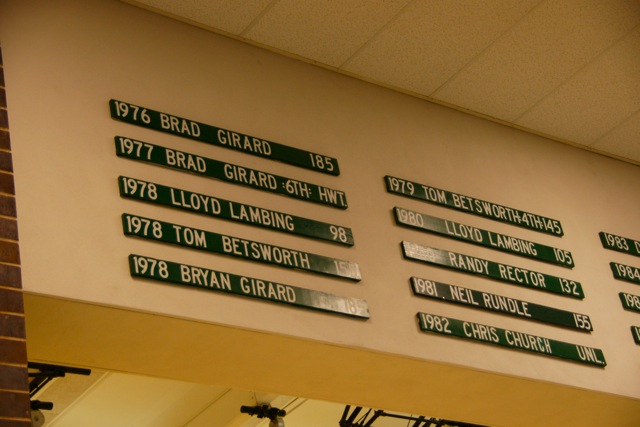 1976 BRAD GIRARD 185
1977 BRAD GIRARD :6TH: HWT.
1978 LLOYD LAMBING 98
1978 TOM BETSWORTH
1978 BRYAN GIRARD
1979 TOM BETSWORTH:4TH:145
1980 LLOYD LAMBING 105
RANDY RECTOR 132
1981 NEIL RUNDLE 155
1982 CHRIS CHURCH UNL.
1983